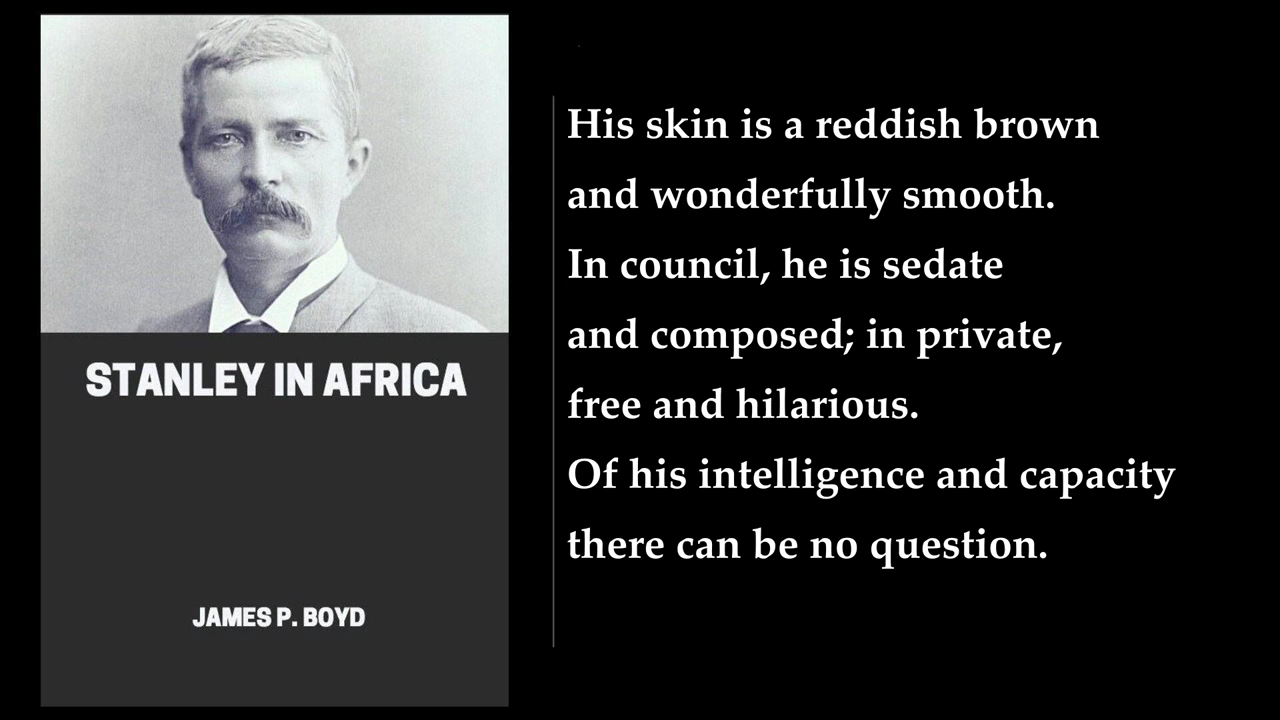 STANLEY IN AFRICA
JAMES P. BOYD
His skin is a reddish brown
and wonderfully smooth.
In council, he is sedate
and composed; in private,
free and hilarious.
Of his intelligence and capacity
there can be no question.